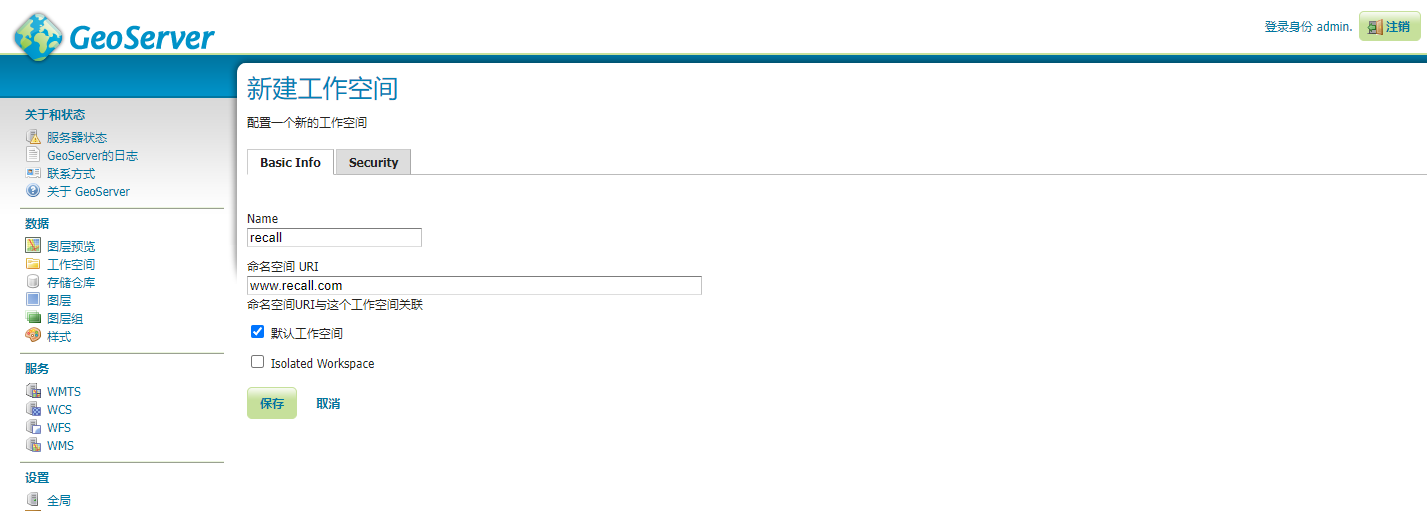 GeoServer
登录身份 admin.
注销
关于和状态
服务器状态
GeoServer的日志
联系方式
关于 GeoServer
数据
图层预览
工作空间
存储仓库
图层
图层组
样式
服务
WMTS
WCS
WFS
WMS
设置
全局
新建工作空间
配置一个新的工作空间
Basic Info
Security
Name
recall
命名空间 URI
www.recall.com
命名空间URI与这个工作空间关联
默认工作空间
Isolated Workspace
保存
取消